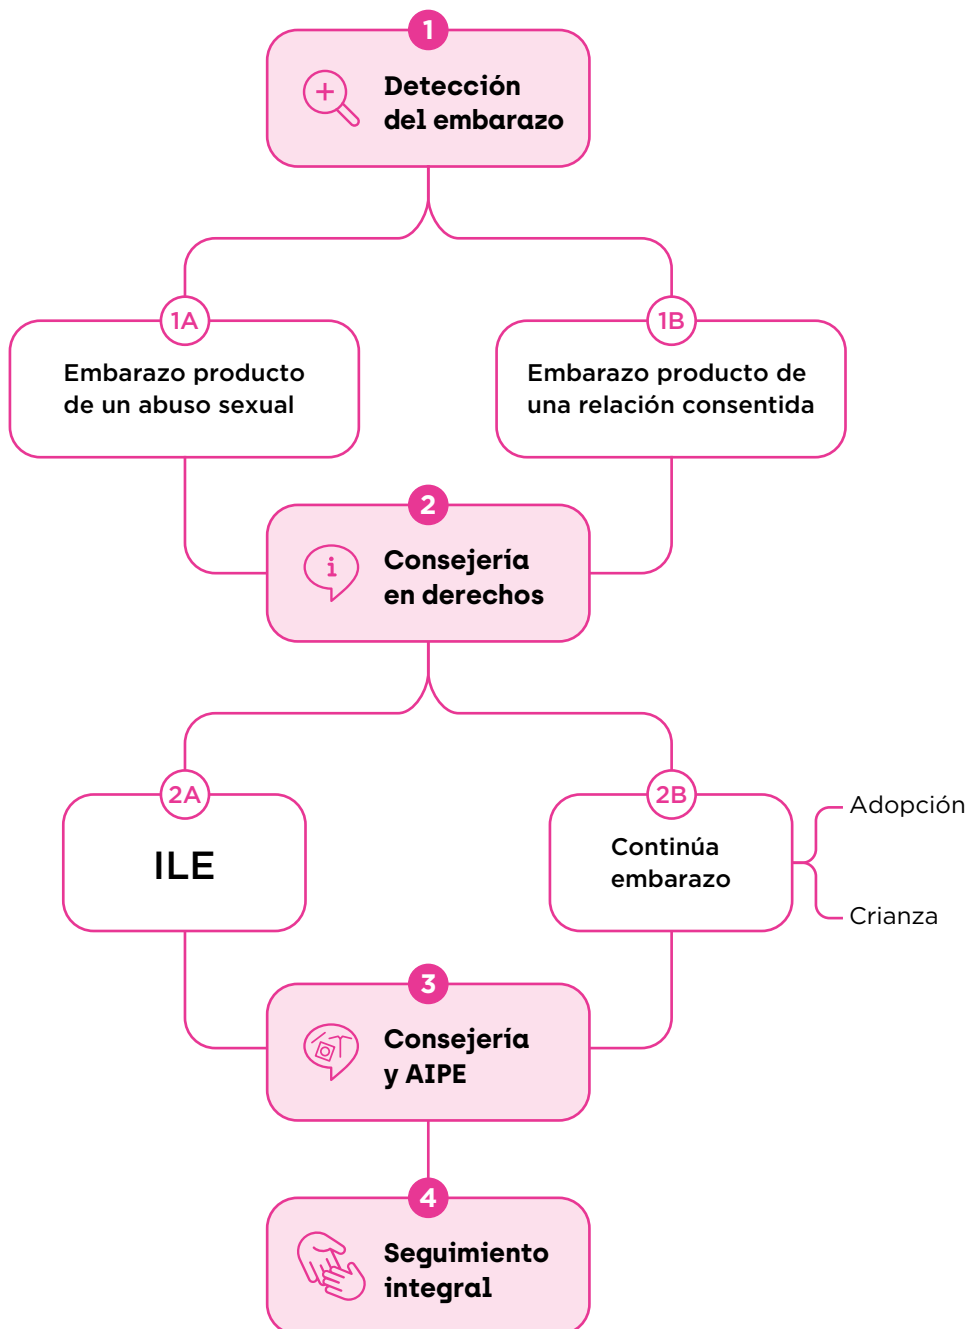 1
Detección
del embarazo
1A
Embarazo producto
de un abuso sexual
1B
Embarazo producto de
una relación consentida
2
i
Consejería
en derechos
2A
ILE
2B
Continúa
embarazo
Adopción
Crianza
3
Consejería
y AIPE
4
Seguimiento
integral